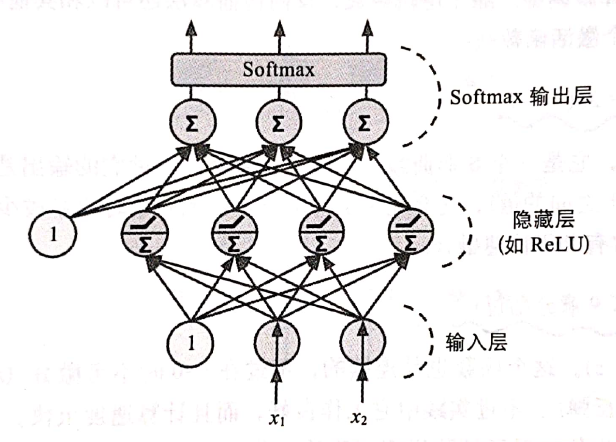 Softmax
Σ Σ Σ
Softmax 输出层
1 Σ Σ Σ Σ
隐藏层
(如 ReLU)
1
输入层
x₁ x₂